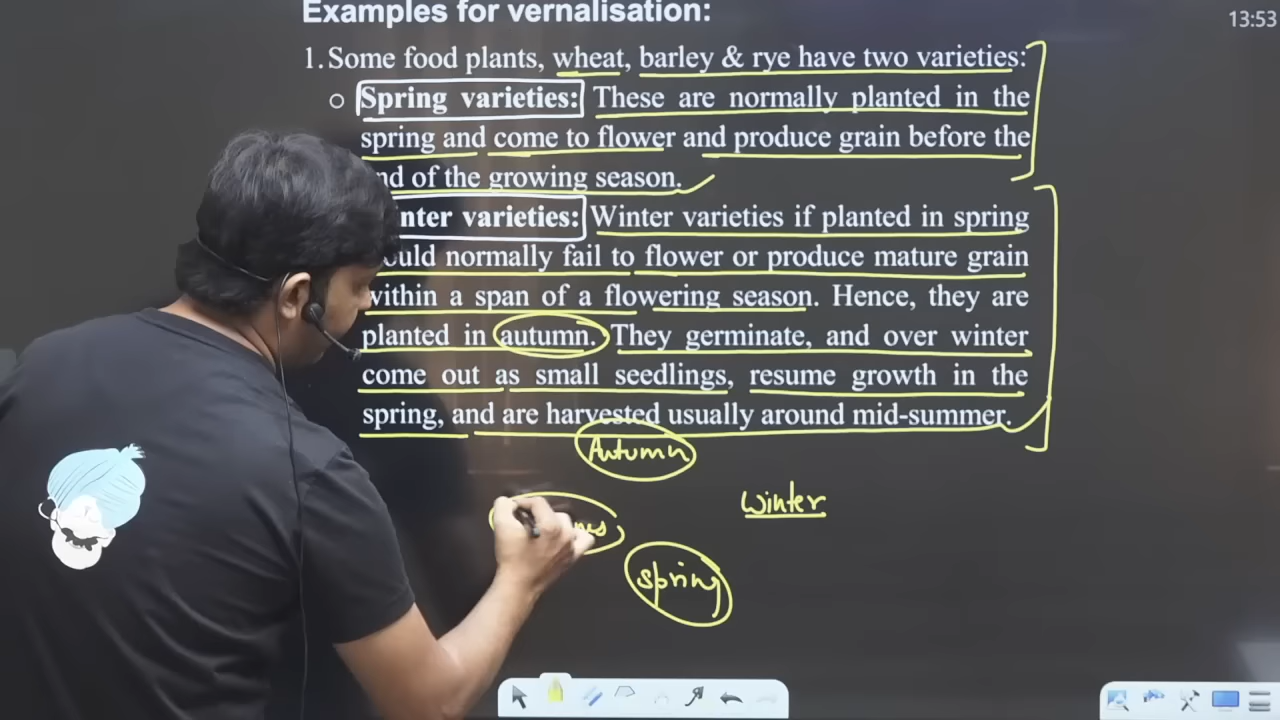 Examples for vernalisation:
13:53
1. Some food plants, wheat, barley & rye have two varieties:
○ Spring varieties: These are normally planted in the
spring and come to flower and produce grain before the
of the growing season.
varieties: Winter varieties if planted in spring
normally fail to flower or produce mature grain
within a span of a flowering season. Hence, they are
planted in autumn. They germinate, and over winter
come out as small seedlings, resume growth in the
spring, and are harvested usually around mid-summer.
Autumn
Winter
Spring